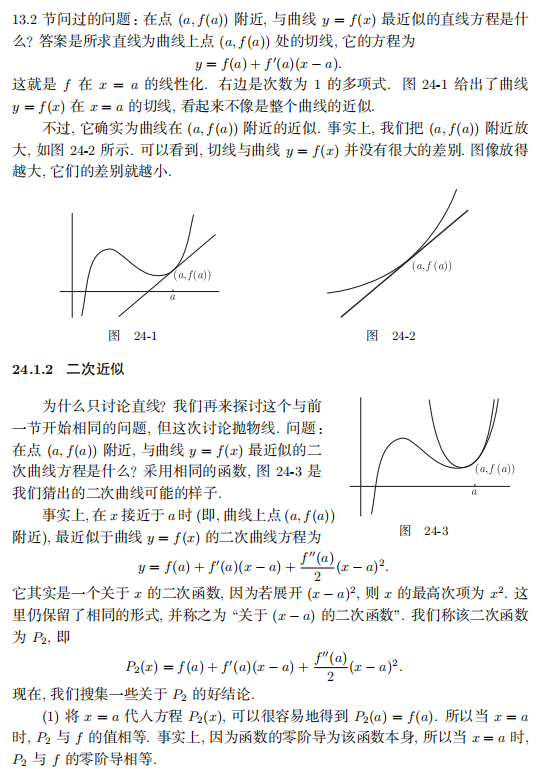 13.2 节问过的问题：在点 (a, f(a)) 附近, 与曲线 y = f(x) 最近似的直线方程是什
么? 答案是所求直线为曲线上点 (a, f(a)) 处的切线, 它的方程为
y = f(a) + f′(a)(x − a).
这就是 f 在 x = a 的线性化. 右边是次数为 1 的多项式. 图 24-1 给出了曲线
y = f(x) 在 x = a 的切线, 看起来不像是整个曲线的近似.
不过, 它确实为曲线在 (a, f(a)) 附近的近似. 事实上, 我们把 (a, f(a)) 附近放
大, 如图 24-2 所示. 可以看到, 切线与曲线 y = f(x) 并没有很大的差别. 图像放得
越大, 它们的差别就越小.
(a, f(a))
a
图 24-1
(a, f(a))
图 24-2
24.1.2 二次近似
为什么只讨论直线? 我们再来探讨这个与前
一节开始相同的问题, 但这次讨论抛物线. 问题：
在点 (a, f(a)) 附近, 与曲线 y = f(x) 最近似的二
次曲线方程是什么? 采用相同的函数, 图 24-3 是
我们猜出的二次曲线可能的样子.
(a, f(a))
a
图 24-3
事实上, 在 x 接近于 a 时 (即, 曲线上点 (a, f(a))
附近), 最近似于曲线 y = f(x) 的二次曲线方程为
y = f(a) + f′(a)(x − a) + f″(a)/2 (x − a)².
它其实是一个关于 x 的二次函数, 因为若展开 (x − a)², 则 x 的最高次项为 x². 这
里仍保留了相同的形式, 并称之为 “关于 (x − a) 的二次函数”. 我们称该二次函数
为 P₂, 即
P₂(x) = f(a) + f′(a)(x − a) + f″(a)/2 (x − a)².
现在, 我们搜集一些关于 P₂ 的好结论.
(1) 将 x = a 代入方程 P₂(x), 可以很容易地得到 P₂(a) = f(a). 所以当 x = a
时, P₂ 与 f 的值相等. 事实上, 因为函数的零阶导为该函数本身, 所以当 x = a 时,
P₂ 与 f 的零阶导相等.